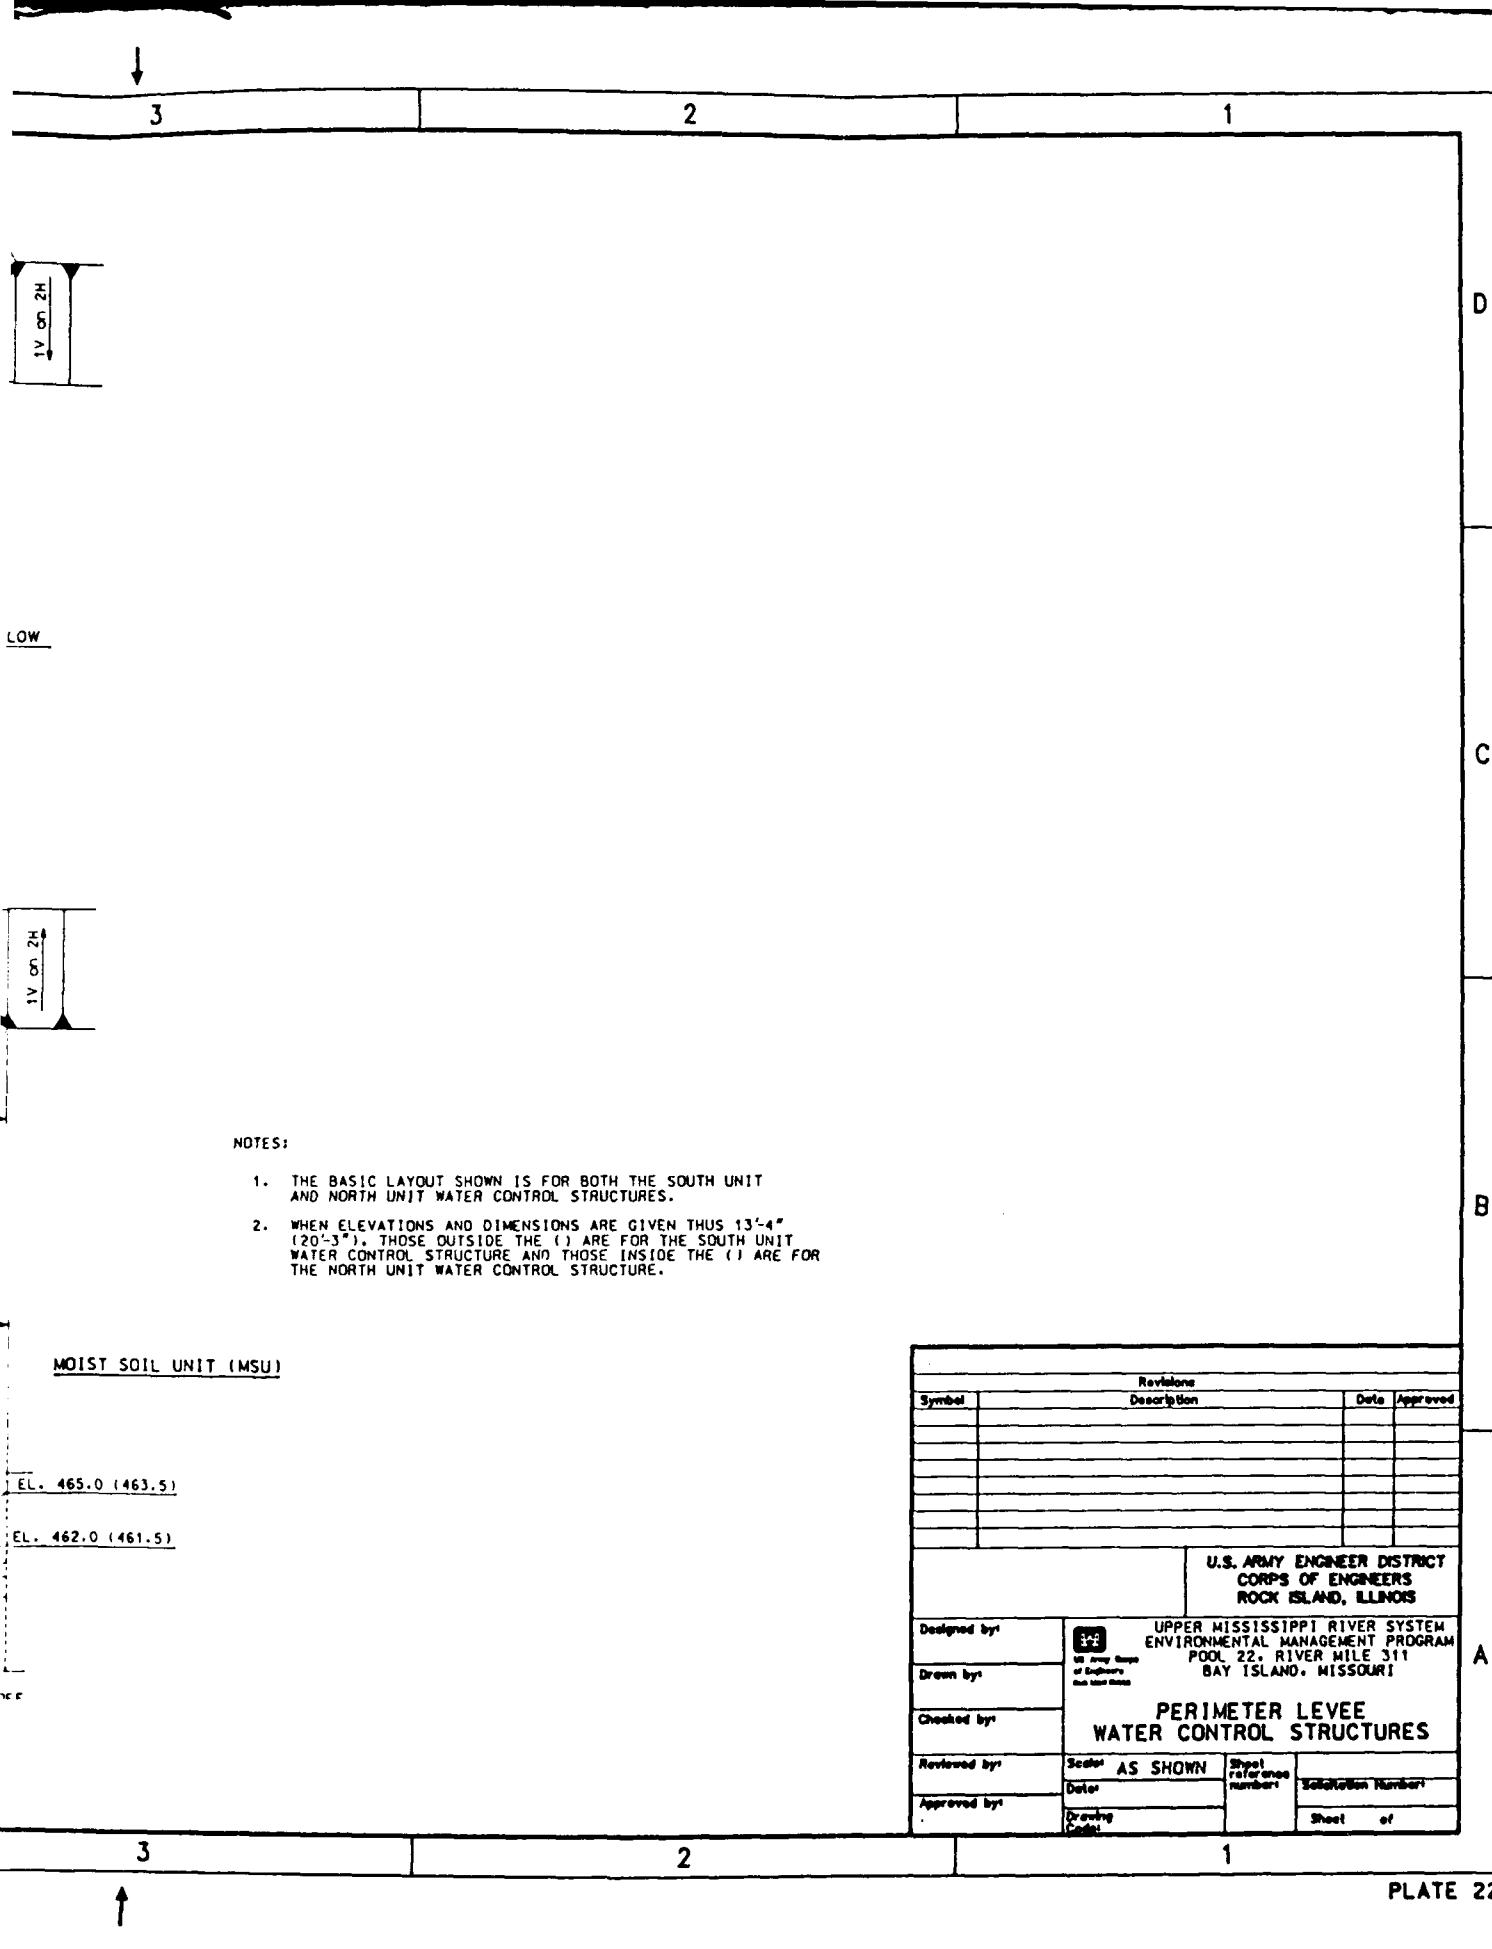 3 2 1
1V on 2H
D
LOW
C
1V on 2H
NOTES:
1. THE BASIC LAYOUT SHOWN IS FOR BOTH THE SOUTH UNIT
AND NORTH UNIT WATER CONTROL STRUCTURES.
2. WHEN ELEVATIONS AND DIMENSIONS ARE GIVEN THUS 13'-4"
(20'-3"). THOSE OUTSIDE THE () ARE FOR THE SOUTH UNIT
WATER CONTROL STRUCTURE AND THOSE INSIDE THE () ARE FOR
THE NORTH UNIT WATER CONTROL STRUCTURE.
B
MOIST SOIL UNIT (MSU)
EL. 465.0 (463.5)
EL. 462.0 (461.5)
Revisions
Symbol Description Date Approved
U.S. ARMY ENGINEER DISTRICT
CORPS OF ENGINEERS
ROCK ISLAND, ILLINOIS
Designed by:
Drawn by:
Checked by:
Reviewed by:
Approved by:
US Army Corps
of Engineers
UPPER MISSISSIPPI RIVER SYSTEM
ENVIRONMENTAL MANAGEMENT PROGRAM
POOL 22. RIVER MILE 311
BAY ISLAND. MISSOURI
A
PERIMETER LEVEE
WATER CONTROL STRUCTURES
Scale: AS SHOWN
Date:
Drawing
Code:
Sheet
reference
number:
Solicitation Number:
Sheet of
3 2 1
PLATE 22